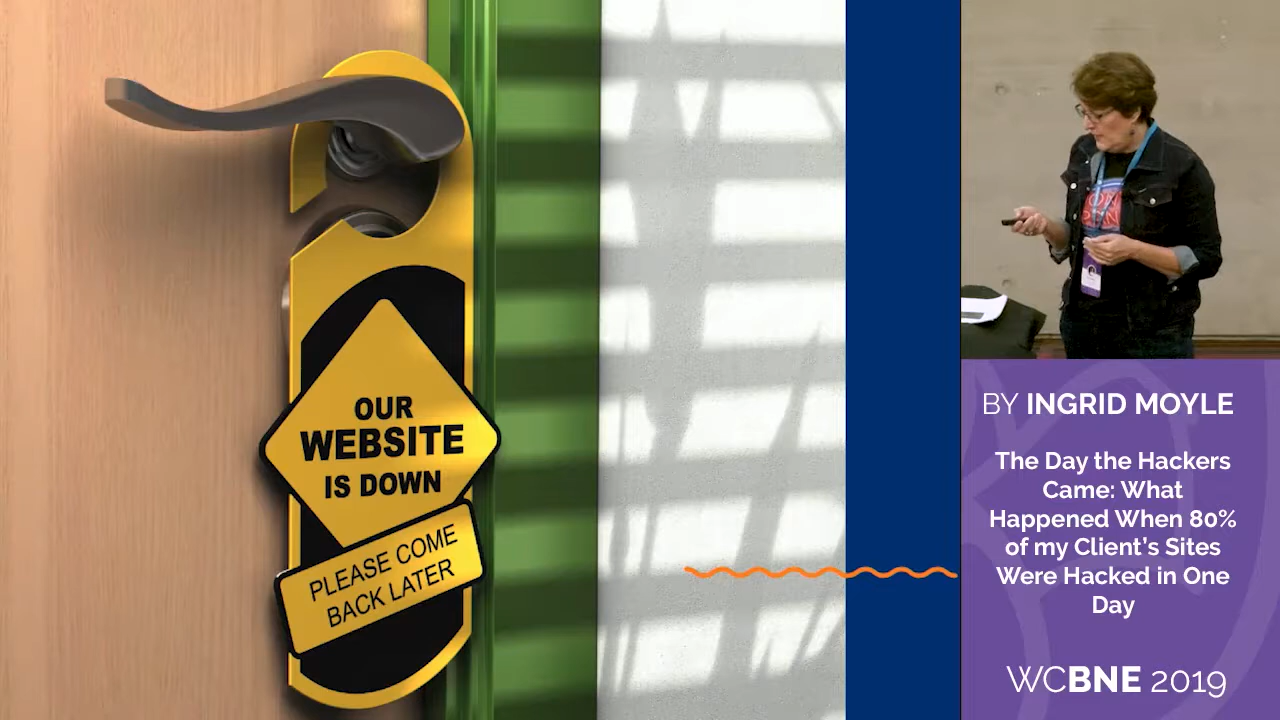 OUR
WEBSITE
IS DOWN
PLEASE COME
BACK LATER
BY INGRID MOYLE
The Day the Hackers
Came: What
Happened When 80%
of my Client's Sites
Were Hacked in One
Day
WCBNE 2019